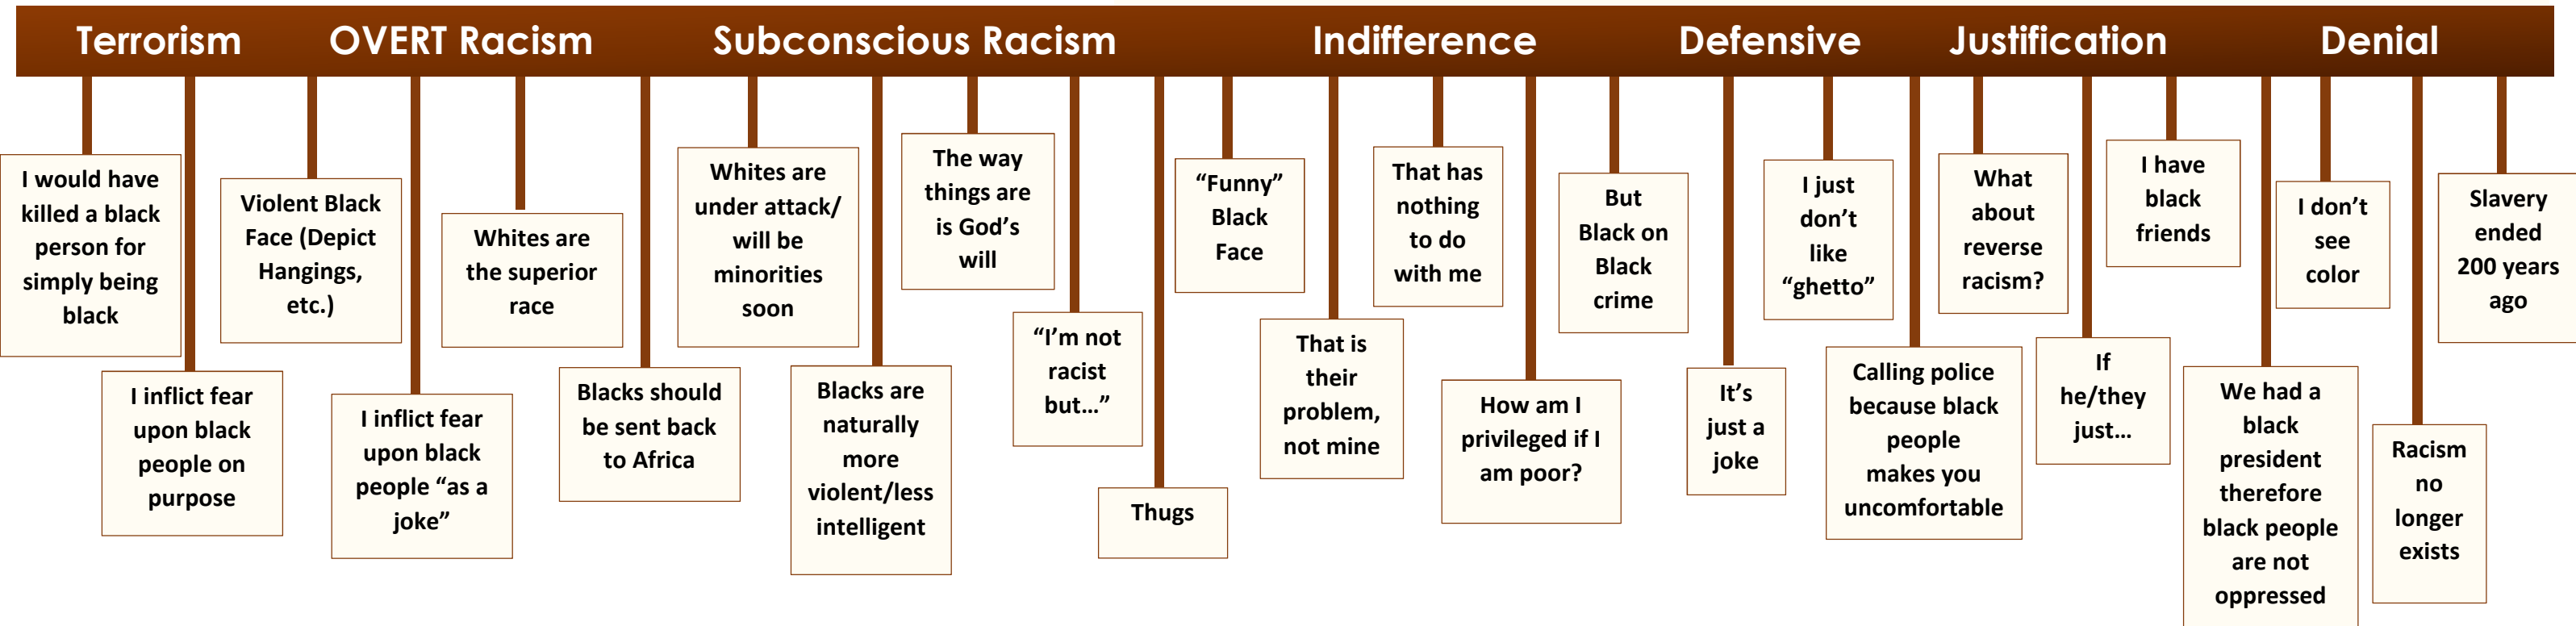 Terrorism OVERT Racism Subconscious Racism Indifference Defensive Justification Denial
I would have
killed a black
person for
simply being
black
I inflict fear
upon black
people on
purpose
Violent Black
Face (Depict
Hangings,
etc.)
I inflict fear
upon black
people “as a
joke”
Whites are
the superior
race
Blacks should
be sent back
to Africa
Whites are
under attack/
will be
minorities
soon
Blacks are
naturally
more
violent/less
intelligent
The way
things are
is God’s
will
“I’m not
racist
but…”
Thugs
“Funny”
Black
Face
That is
their
problem,
not mine
That has
nothing
to do
with me
How am I
privileged if I
am poor?
But
Black on
Black
crime
It’s
just a
joke
I just
don’t
like
“ghetto”
Calling police
because black
people
makes you
uncomfortable
What
about
reverse
racism?
If
he/they
just…
I have
black
friends
We had a
black
president
therefore
black people
are not
oppressed
I don’t
see
color
Racism
no
longer
exists
Slavery
ended
200 years
ago